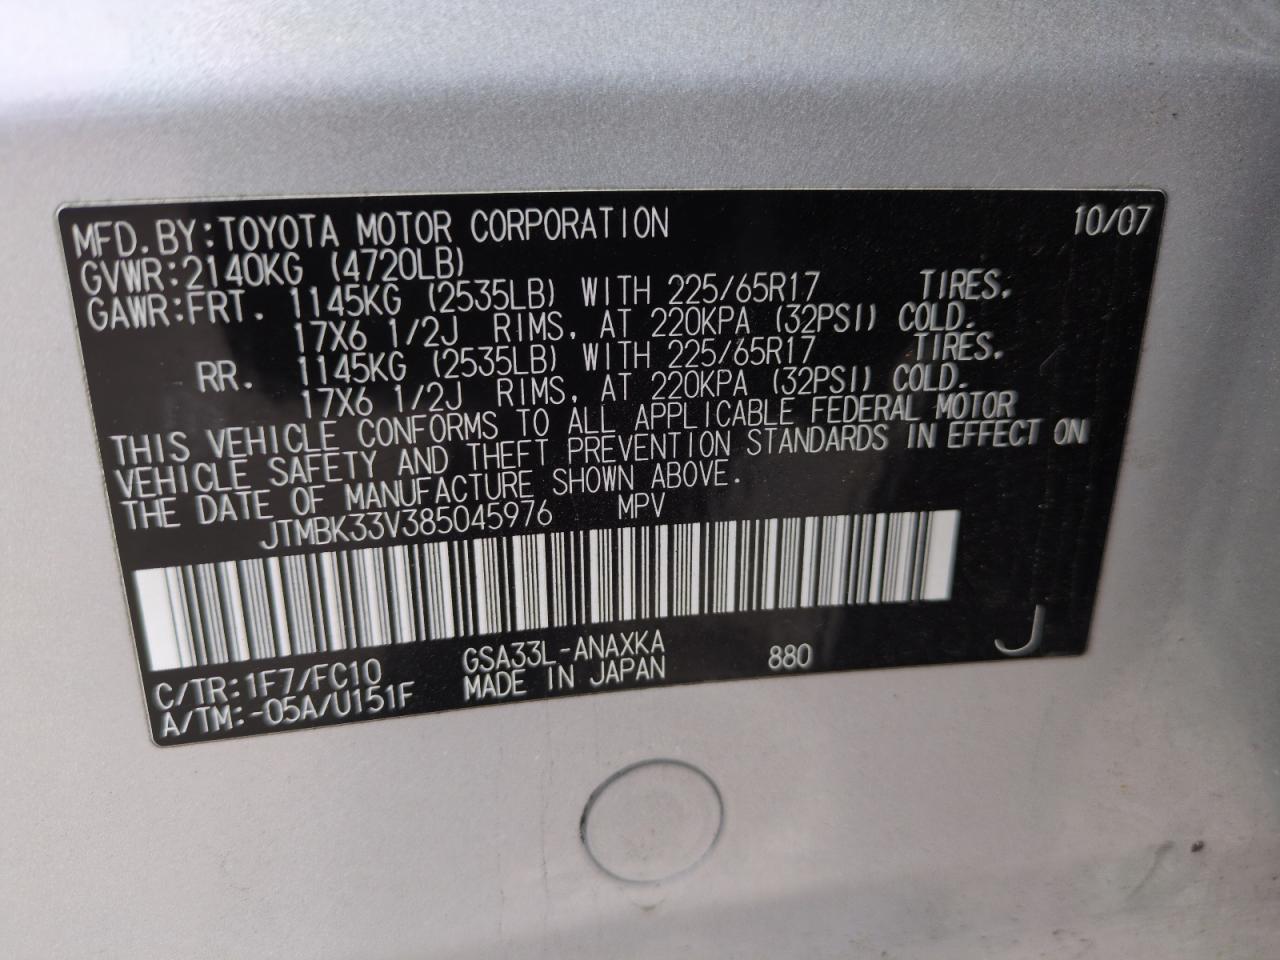 MFD.BY:TOYOTA MOTOR CORPORATION 10/07
GVWR:2140KG (4720LB)
GAWR:FRT. 1145KG (2535LB) WITH 225/65R17 TIRES,
17X6 1/2J RIMS, AT 220KPA (32PSI) COLD.
RR. 1145KG (2535LB) WITH 225/65R17 TIRES,
17X6 1/2J RIMS, AT 220KPA (32PSI) COLD.
THIS VEHICLE CONFORMS TO ALL APPLICABLE FEDERAL MOTOR
VEHICLE SAFETY AND THEFT PREVENTION STANDARDS IN EFFECT ON
THE DATE OF MANUFACTURE SHOWN ABOVE.
JTMBK33V385045976 MPV
C/TR:1F7/FC10 GSA33L-ANAXKA 880 J
A/TM:-05A/U151F MADE IN JAPAN